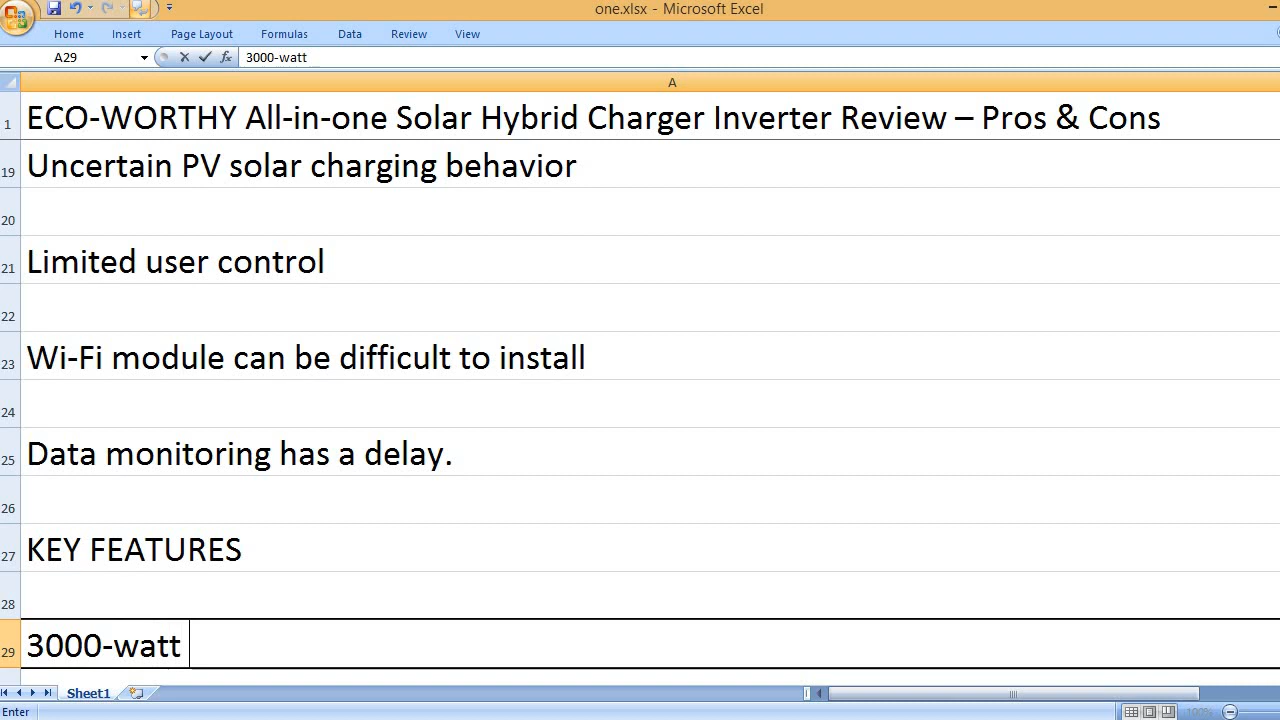 one.xlsx - Microsoft Excel
Home Insert Page Layout Formulas Data Review View
A29 fx 3000-watt
A
1 ECO-WORTHY All-in-one Solar Hybrid Charger Inverter Review – Pros & Cons
19 Uncertain PV solar charging behavior
20
21 Limited user control
22
23 Wi-Fi module can be difficult to install
24
25 Data monitoring has a delay.
26
27 KEY FEATURES
28
29 3000-watt
Sheet1
Enter 100%